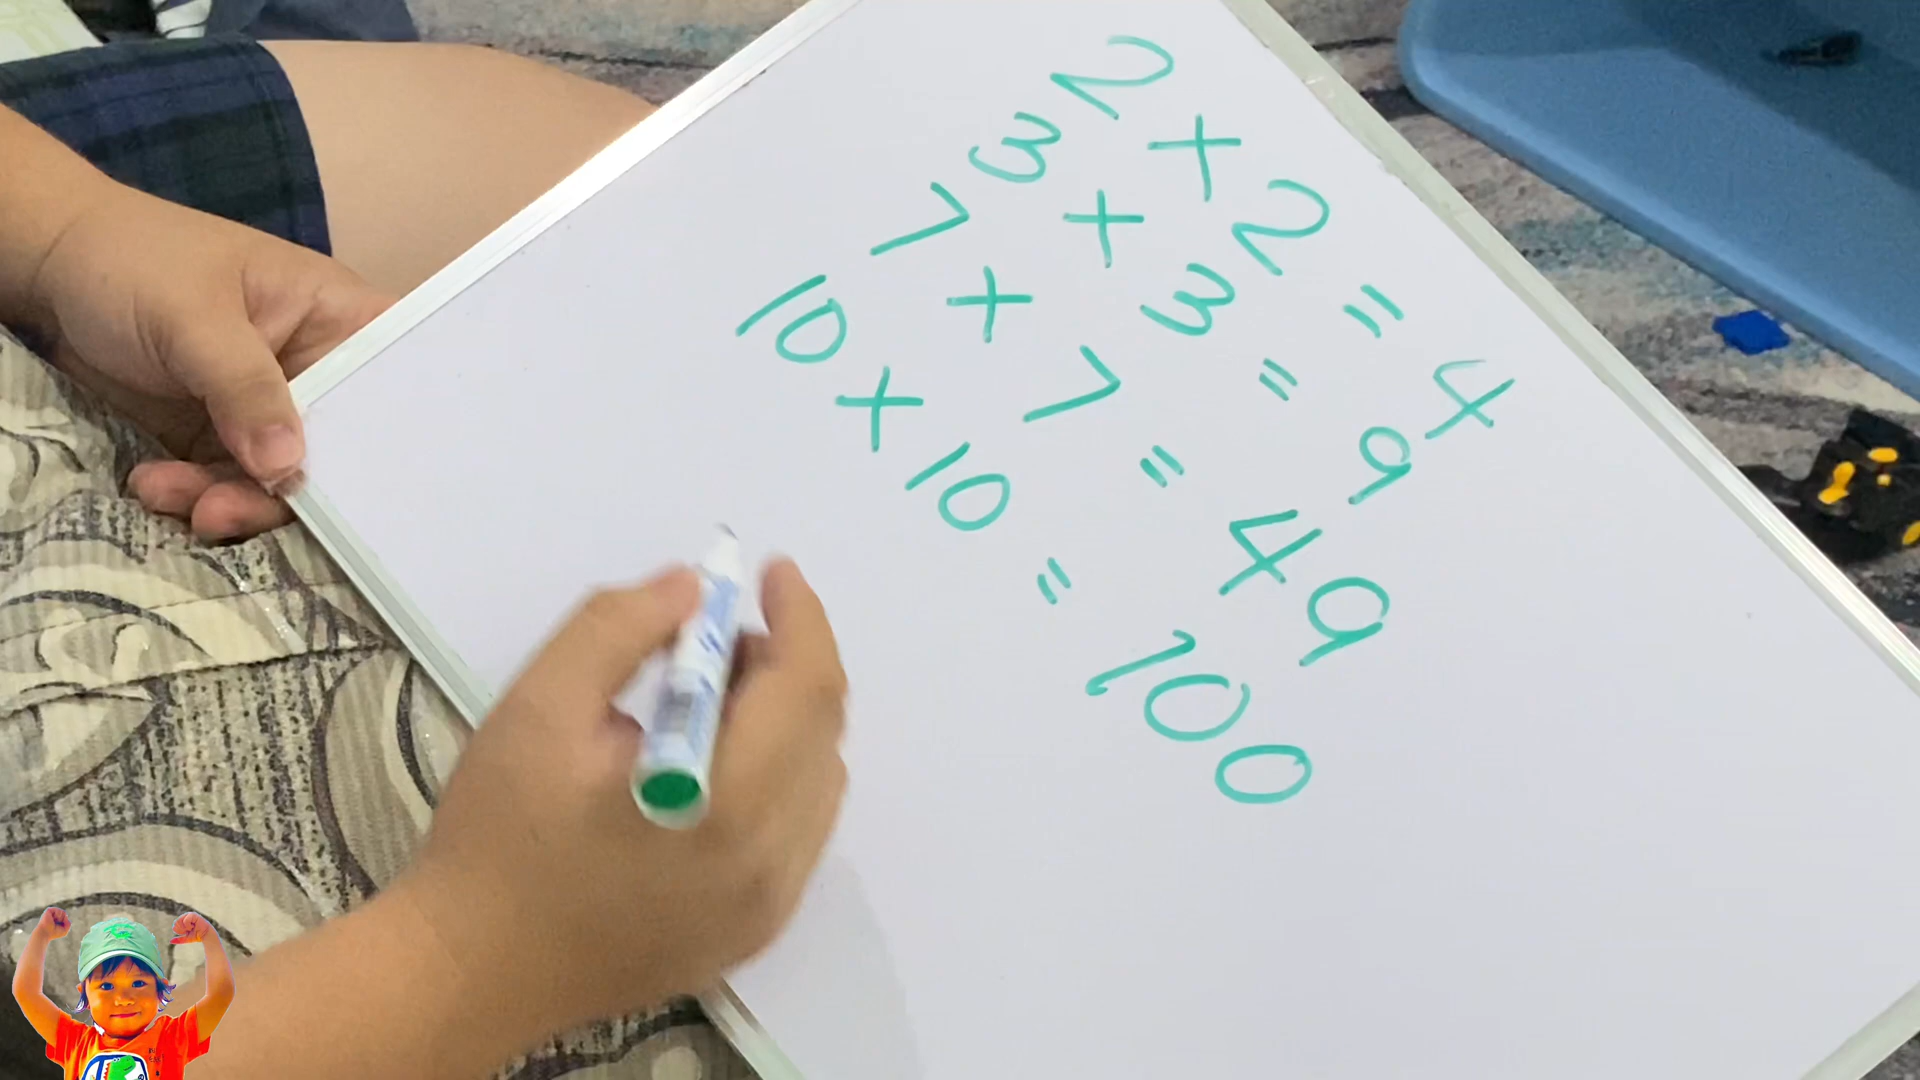 2 × 2 = 4
3 × 3 = 9
7 × 7 = 49
10 × 10 = 100